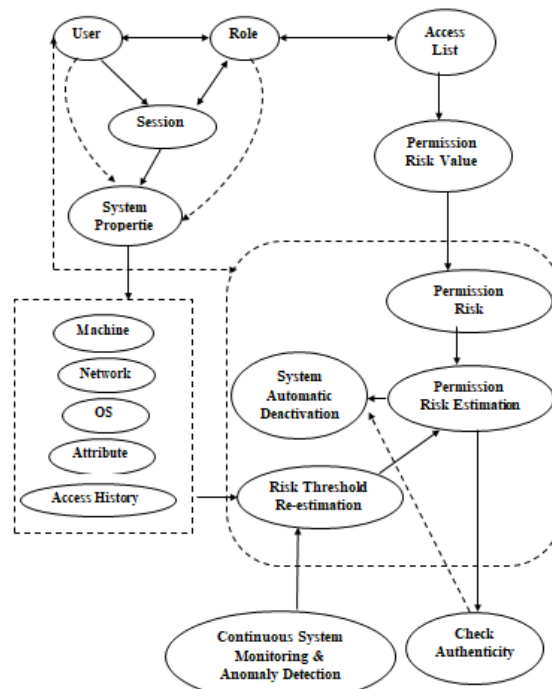 User
Role
Access
List
Session
Permission
Risk Value
System
Propertie
Permission
Risk
Machine
Network
System
Automatic
Deactivation
Permission
Risk Estimation
OS
Attribute
Access History
Risk Threshold
Re-estimation
Continuous System
Monitoring &
Anomaly Detection
Check
Authenticity